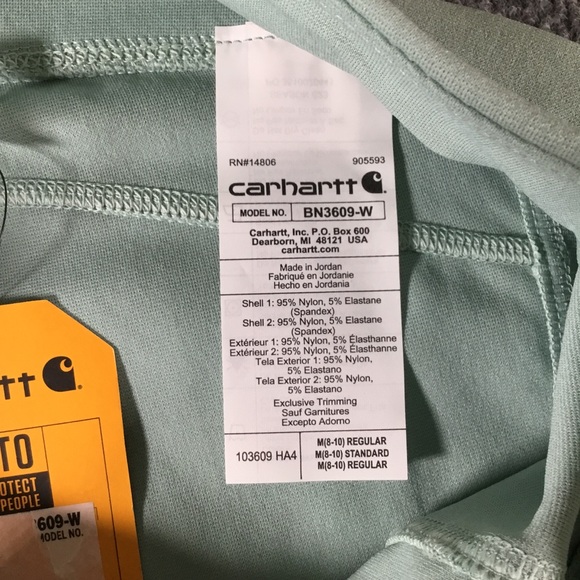 RN#14806 905593
carhartt
MODEL NO. BN3609-W
Carhartt, Inc. P.O. Box 600
Dearborn, MI 48121 USA
carhartt.com
Made in Jordan
Fabriqué en Jordanie
Hecho en Jordania
Shell 1: 95% Nylon, 5% Elastane
(Spandex)
Shell 2: 95% Nylon, 5% Elastane
(Spandex)
Extérieur 1: 95% Nylon, 5% Élasthanne
Extérieur 2: 95% Nylon, 5% Élasthanne
Tela Exterior 1: 95% Nylon,
5% Elastano
Tela Exterior 2: 95% Nylon,
5% Elastano
Exclusive Trimming
Sauf Garnitures
Excepto Adorno
103609 HA4
M(8-10) REGULAR
M(8-10) STANDARD
M(8-10) REGULAR
rtt
TO
OTECT
PEOPLE
3609-W
MODEL NO.